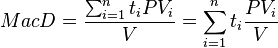 MacD = \frac{\sum_{i=1}^{n} t_i PV_i}{V} = \sum_{i=1}^{n} t_i \frac{PV_i}{V}